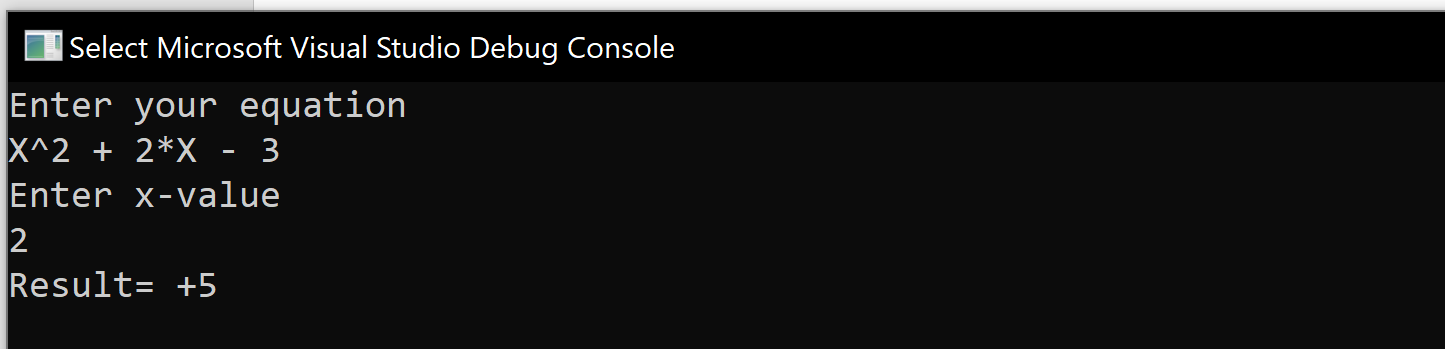 Select Microsoft Visual Studio Debug Console
Enter your equation
X^2 + 2*X - 3
Enter x-value
2
Result= +5